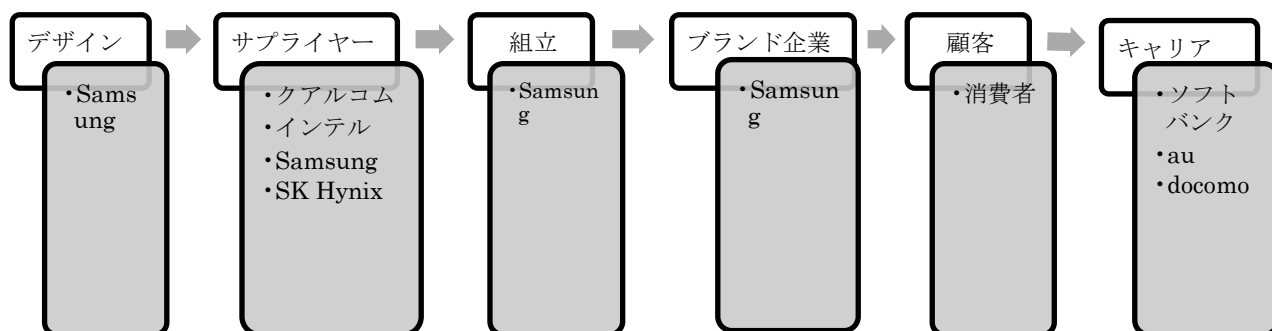 デザイン
・Sams
ung
サプライヤー
・クアルコム
・インテル
・Samsung
・SK Hynix
組立
・Samsun
g
ブランド企業
・Samsun
g
顧客
・消費者
キャリア
・ソフト
バンク
・au
・docomo